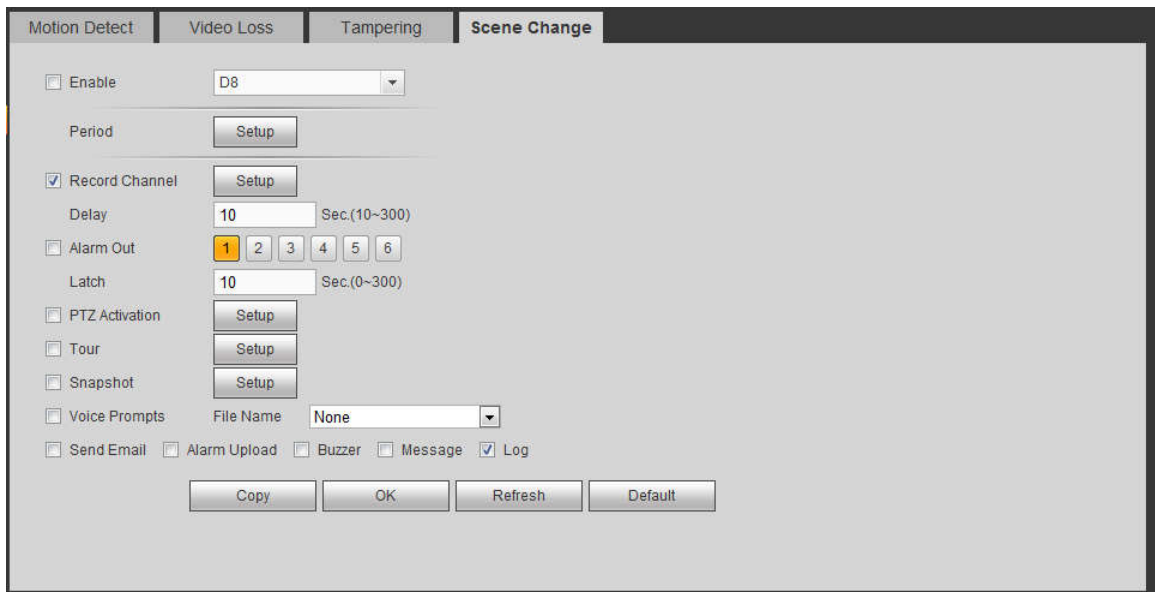 Motion Detect Video Loss Tampering Scene Change
Enable D8
Period Setup
Record Channel Setup
Delay 10 Sec.(10~300)
Alarm Out 1 2 3 4 5 6
Latch 10 Sec.(0~300)
PTZ Activation Setup
Tour Setup
Snapshot Setup
Voice Prompts File Name None
Send Email Alarm Upload Buzzer Message Log
Copy OK Refresh Default